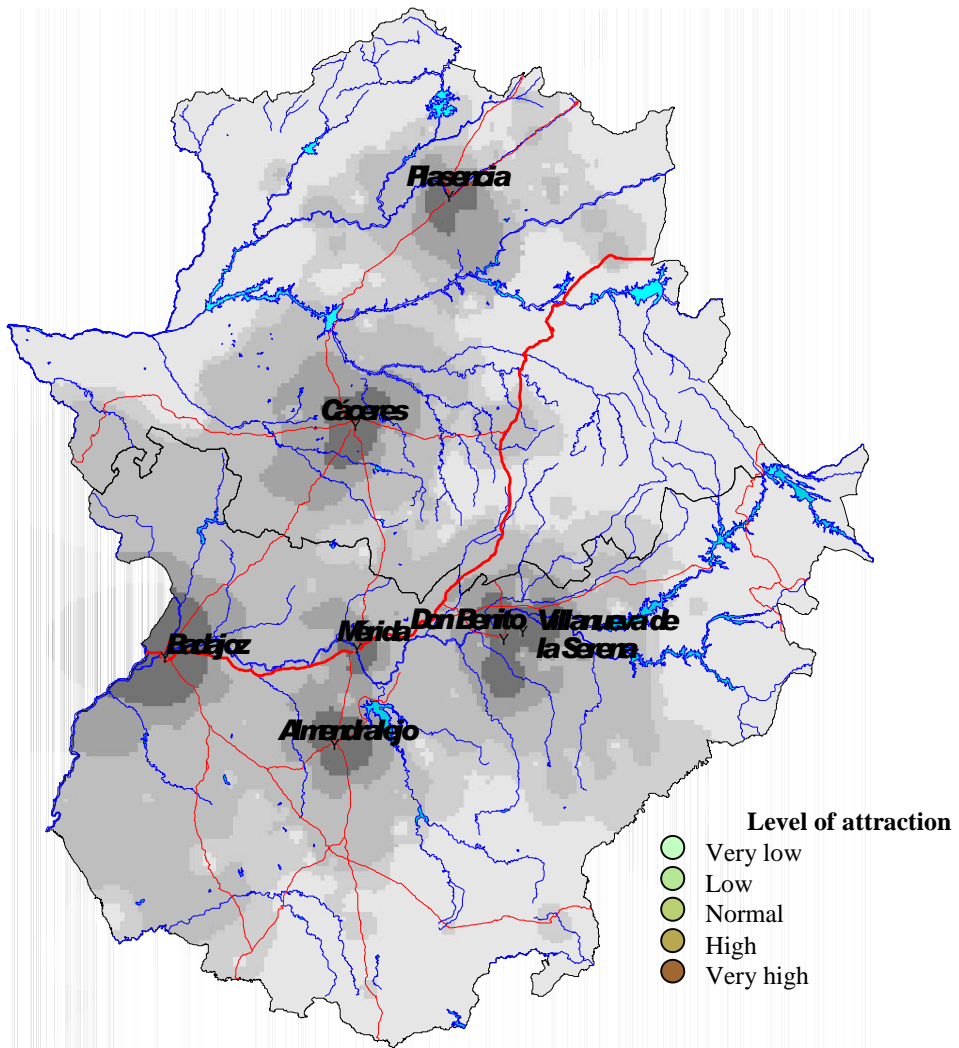 Plasencia
Cáceres
Badajoz
Mérida
Don Benito
Villanueva de
la Serena
Almendralejo
Level of attraction
Very low
Low
Normal
High
Very high